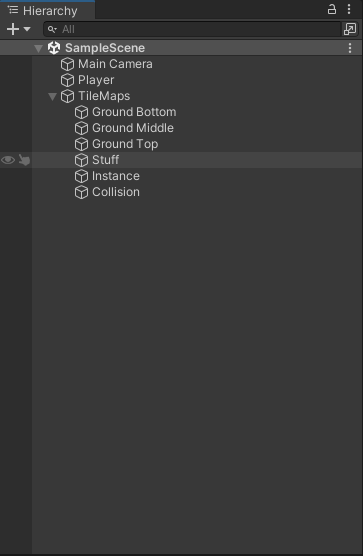 Hierarchy
All
SampleScene
Main Camera
Player
TileMaps
Ground Bottom
Ground Middle
Ground Top
Stuff
Instance
Collision